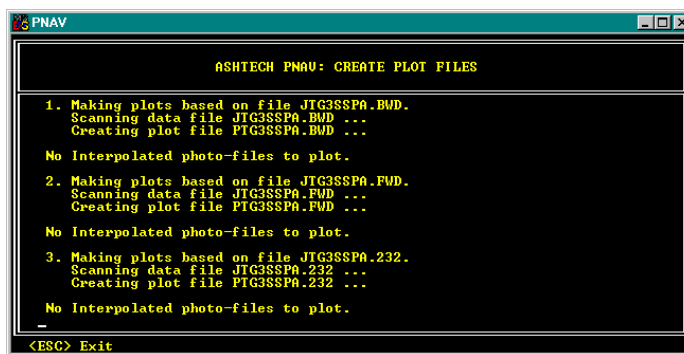 PNAV
ASHTECH PNAV: CREATE PLOT FILES
1. Making plots based on file JTG3SSPA.BWD.
Scanning data file JTG3SSPA.BWD ...
Creating plot file PTG3SSPA.BWD ...
No Interpolated photo-files to plot.
2. Making plots based on file JTG3SSPA.FWD.
Scanning data file JTG3SSPA.FWD ...
Creating plot file PTG3SSPA.FWD ...
No Interpolated photo-files to plot.
3. Making plots based on file JTG3SSPA.232.
Scanning data file JTG3SSPA.232 ...
Creating plot file PTG3SSPA.232 ...
No Interpolated photo-files to plot.
<ESC> Exit